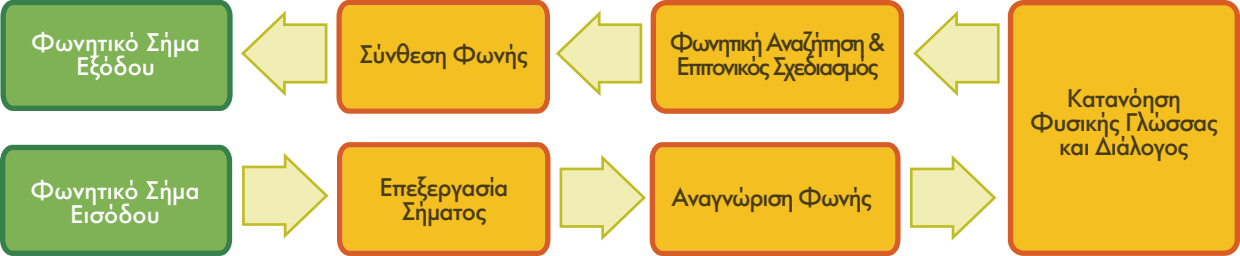 Φωνητικό Σήμα
Εξόδου
Σύνθεση Φωνής
Φωνητική Αναζήτηση &
Επιτονικός Σχεδιασμός
Κατανόηση
Φυσικής Γλώσσας
και Διάλογος
Φωνητικό Σήμα
Εισόδου
Επεξεργασία
Σήματος
Αναγνώριση Φωνής